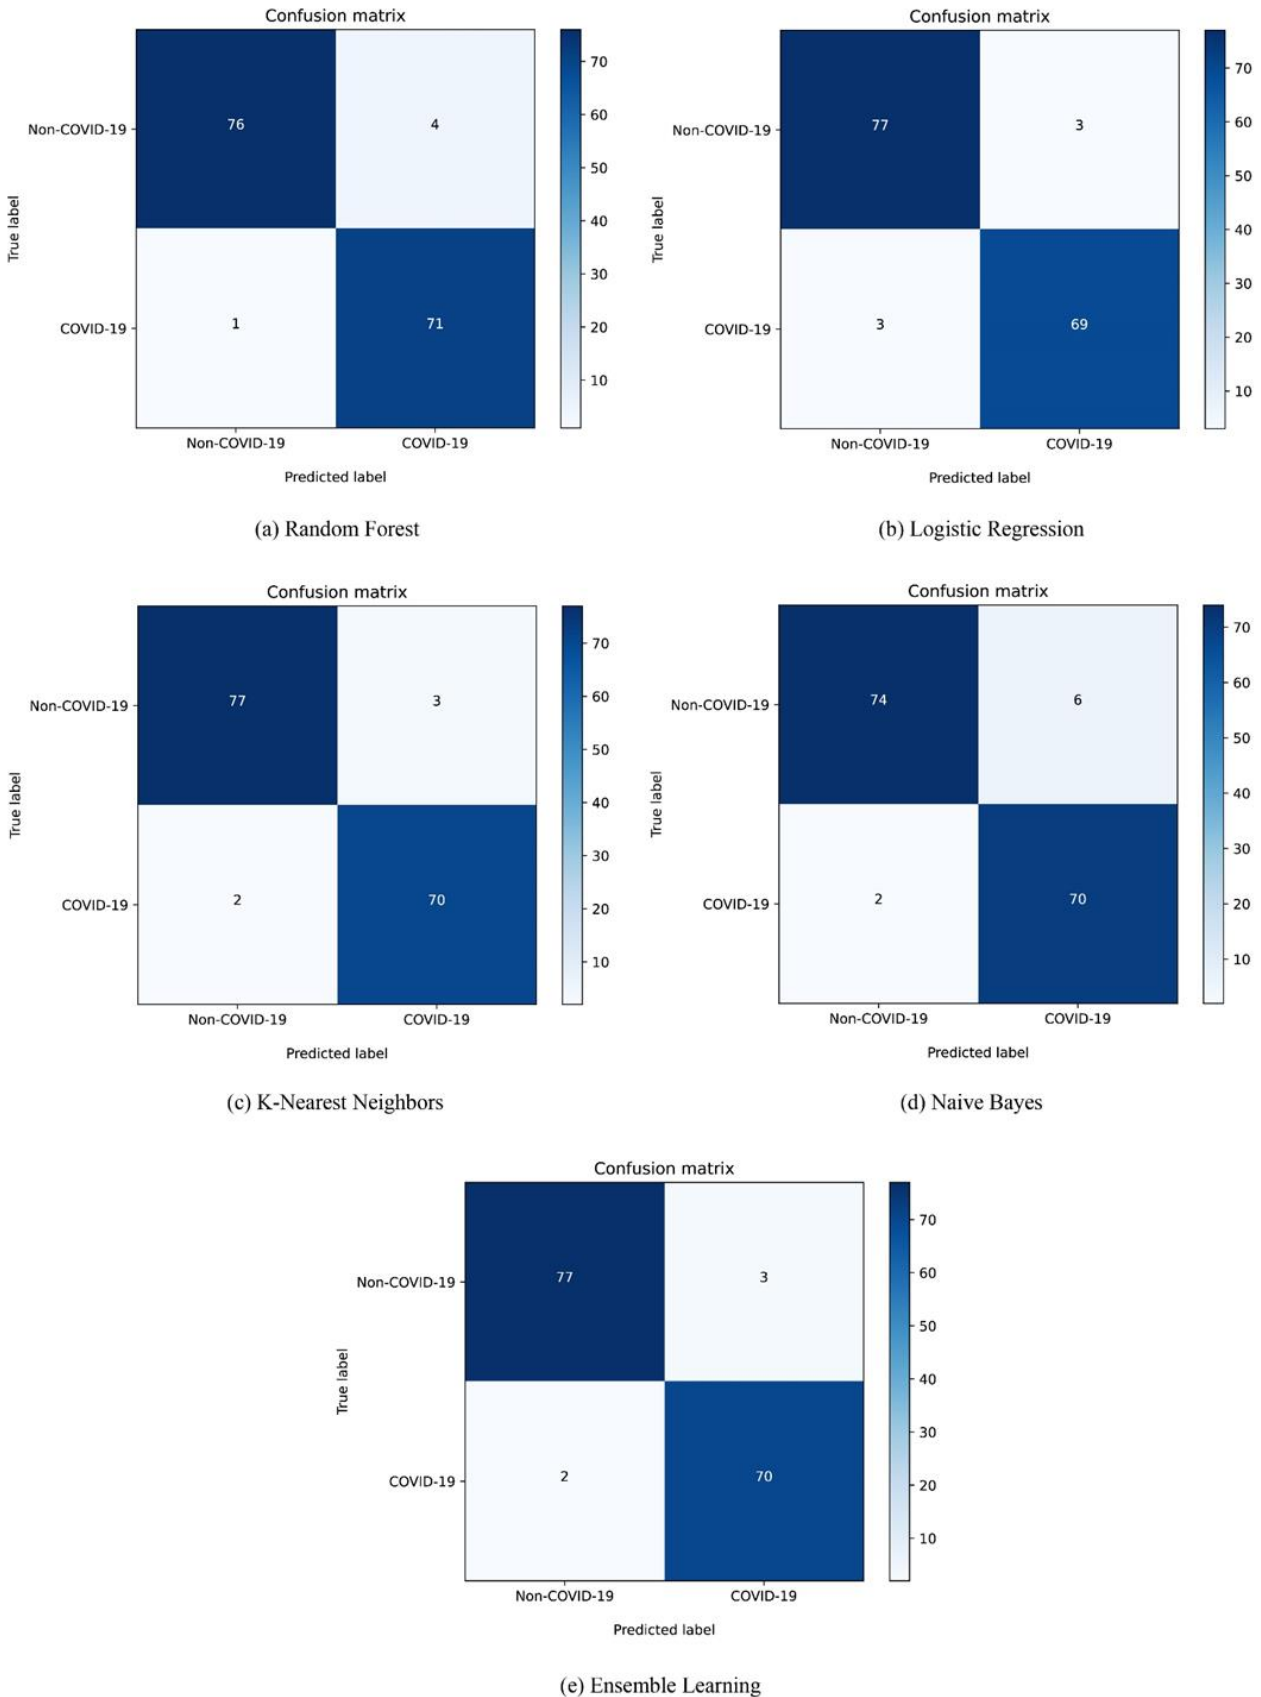 Confusion matrix
Non-COVID-19
COVID-19
True label
76
4
1
71
Non-COVID-19
COVID-19
Predicted label
70
60
50
40
30
20
10
(a) Random Forest
Confusion matrix
Non-COVID-19
COVID-19
True label
77
3
3
69
Non-COVID-19
COVID-19
Predicted label
70
60
50
40
30
20
10
(b) Logistic Regression
Confusion matrix
Non-COVID-19
COVID-19
True label
77
3
2
70
Non-COVID-19
COVID-19
Predicted label
70
60
50
40
30
20
10
(c) K-Nearest Neighbors
Confusion matrix
Non-COVID-19
COVID-19
True label
74
6
2
70
Non-COVID-19
COVID-19
Predicted label
70
60
50
40
30
20
10
(d) Naive Bayes
Confusion matrix
Non-COVID-19
COVID-19
True label
77
3
2
70
Non-COVID-19
COVID-19
Predicted label
70
60
50
40
30
20
10
(e) Ensemble Learning